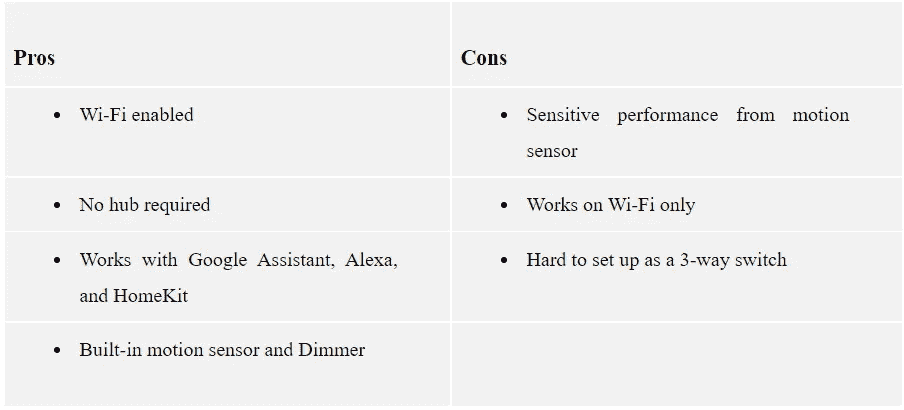 Pros
Cons
• Wi-Fi enabled
• Sensitive performance from motion
sensor
• No hub required
• Works on Wi-Fi only
• Works with Google Assistant, Alexa,
and HomeKit
• Hard to set up as a 3-way switch
• Built-in motion sensor and Dimmer